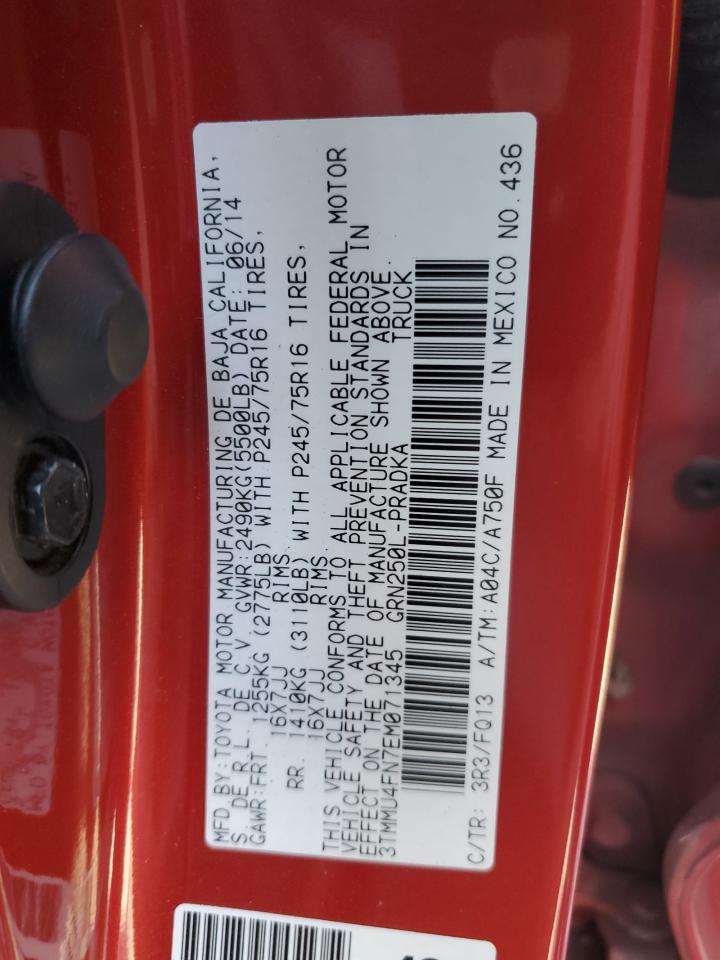 MFD.BY:TOYOTA MOTOR MANUFACTURING DE BAJA CALIFORNIA,
S. DE R.L. DE C.V. GVWR:2490KG(5500LB) DATE: 06/14
GAWR:FRT. 1255KG (2775LB) WITH P245/75R16 TIRES,
16X7JJ RIMS.
RR. 1410KG (3110LB) WITH P245/75R16 TIRES,
16X7JJ RIMS.
THIS VEHICLE CONFORMS TO ALL APPLICABLE FEDERAL MOTOR
VEHICLE SAFETY AND THEFT PREVENTION STANDARDS IN
EFFECT ON THE DATE OF MANUFACTURE SHOWN ABOVE.
3TMMU4FN7EM071345 GRN250L-PRADKA TRUCK
C/TR: 3R3/FQ13 A/TM:A04C/A750F MADE IN MEXICO NO.436